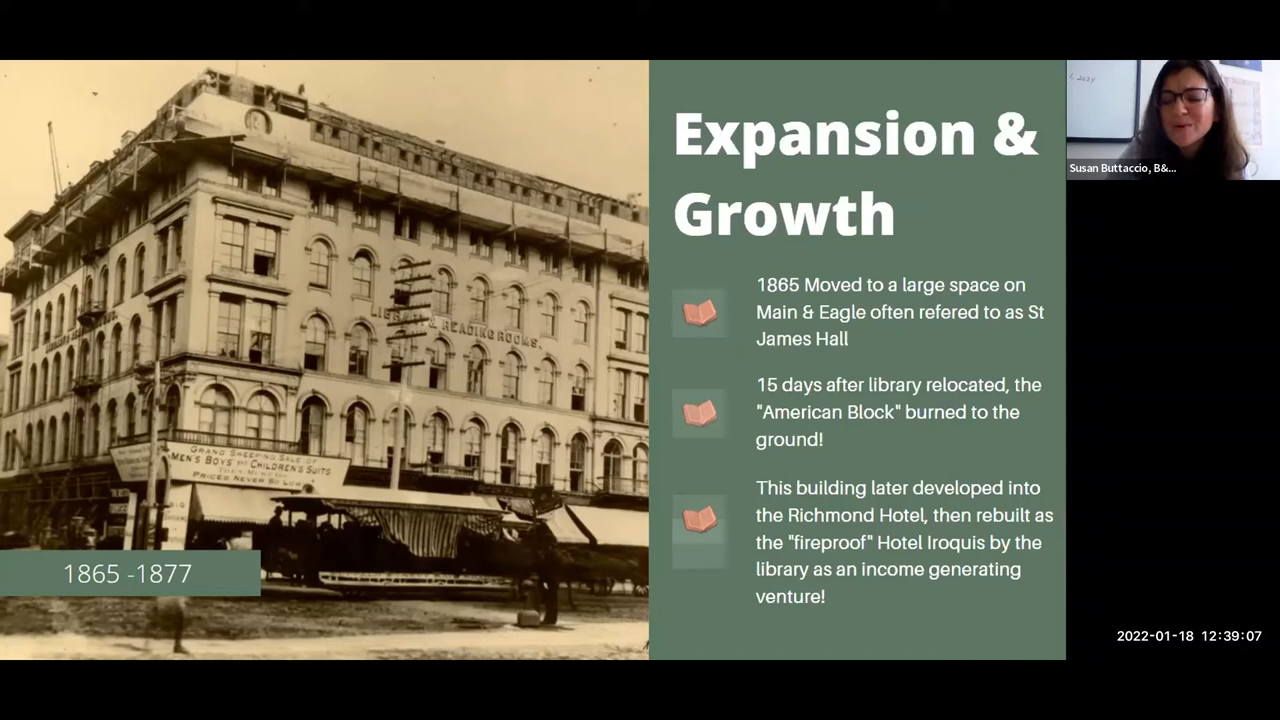 LIBRARY & READING ROOMS.
GRAND SWEEPING SALE OF
MEN'S BOYS' AND CHILDREN'S SUITS
PRICES NEVER SO LOW
1865 -1877
Expansion &
Growth
1865 Moved to a large space on
Main & Eagle often refered to as St
James Hall
15 days after library relocated, the
"American Block" burned to the
ground!
This building later developed into
the Richmond Hotel, then rebuilt as
the "fireproof" Hotel Iroquis by the
library as an income generating
venture!
Susan Buttaccio, B&...
2022-01-18 12:39:07